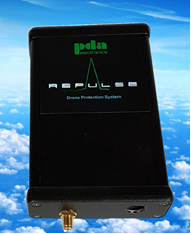 pda
ELECTRONICS
REPULSE
Drone Protection System